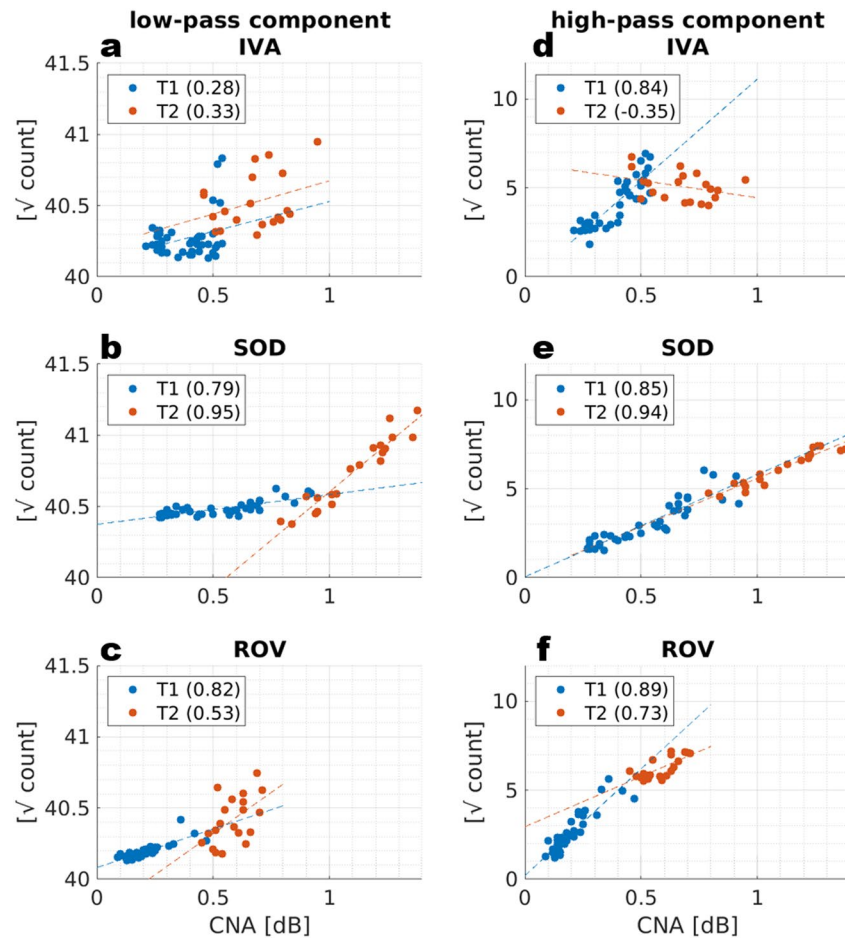 low-pass component
a IVA
41.5
41
40.5
40
[√ count]
T1 (0.28)
T2 (0.33)
0 0.5 1
high-pass component
d IVA
10
5
0
[√ count]
T1 (0.84)
T2 (-0.35)
0 0.5 1
b SOD
41.5
41
40.5
40
[√ count]
T1 (0.79)
T2 (0.95)
0 0.5 1
e SOD
10
5
0
[√ count]
T1 (0.85)
T2 (0.94)
0 0.5 1
c ROV
41.5
41
40.5
40
[√ count]
T1 (0.82)
T2 (0.53)
0 0.5 1
CNA [dB]
f ROV
10
5
0
[√ count]
T1 (0.89)
T2 (0.73)
0 0.5 1
CNA [dB]